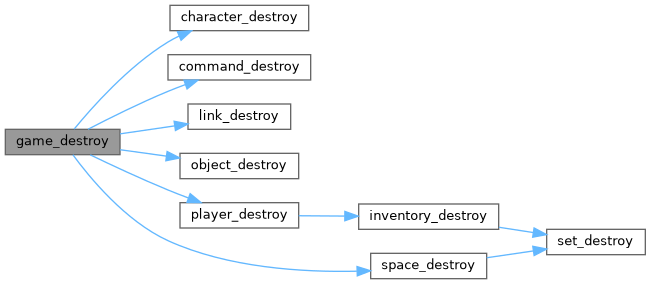 character_destroy
command_destroy
link_destroy
game_destroy
object_destroy
player_destroy
inventory_destroy
set_destroy
space_destroy